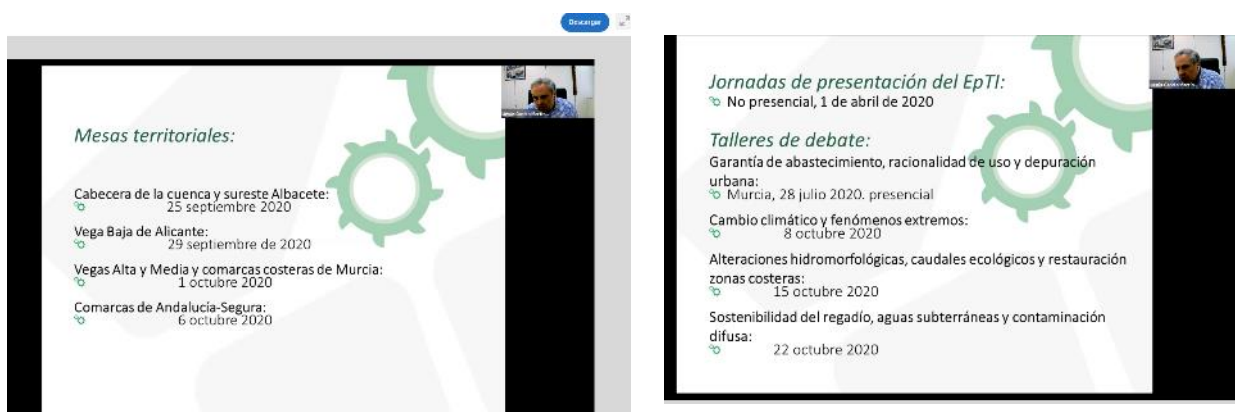 Descargar
Mesas territoriales:
Cabecera de la cuenca y sureste Albacete:
25 septiembre 2020
Vega Baja de Alicante:
29 septiembre de 2020
Vegas Alta y Media y comarcas costeras de Murcia:
1 octubre 2020
Comarcas de Andalucía-Segura:
6 octubre 2020
Jornadas de presentación del EpTI:
No presencial, 1 de abril de 2020
Talleres de debate:
Garantía de abastecimiento, racionalidad de uso y depuración
urbana:
Murcia, 28 julio 2020. presencial
Cambio climático y fenómenos extremos:
8 octubre 2020
Alteraciones hidromorfológicas, caudales ecológicos y restauración
zonas costeras:
15 octubre 2020
Sostenibilidad del regadío, aguas subterráneas y contaminación
difusa:
22 octubre 2020